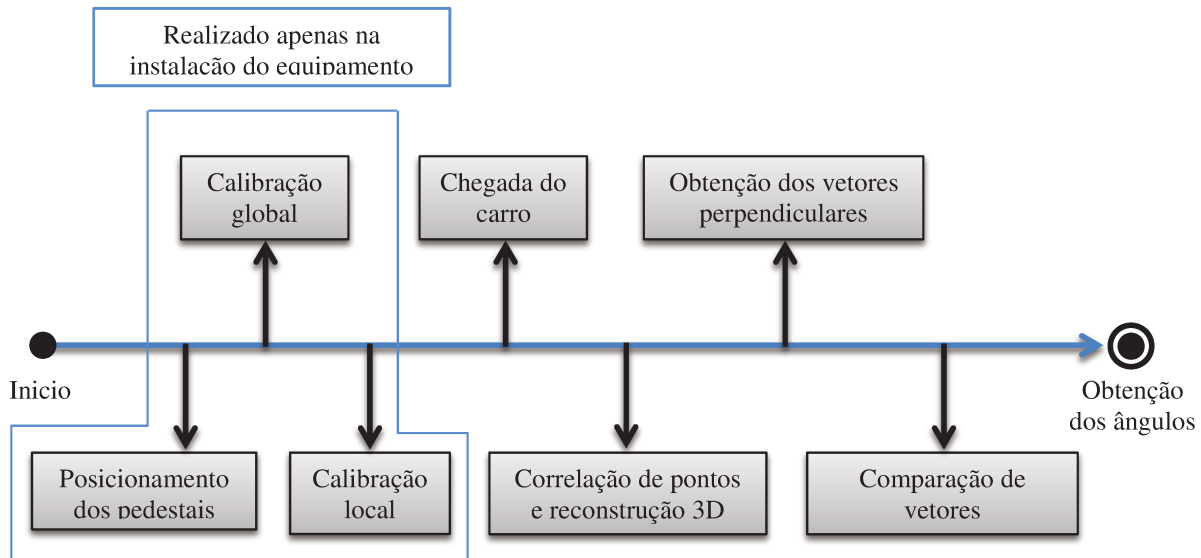 Realizado apenas na
instalação do equipamento
Calibração
global
Chegada do
carro
Obtenção dos vetores
perpendiculares
Inicio
Obtenção
dos ângulos
Posicionamento
dos pedestais
Calibração
local
Correlação de pontos
e reconstrução 3D
Comparação de
vetores